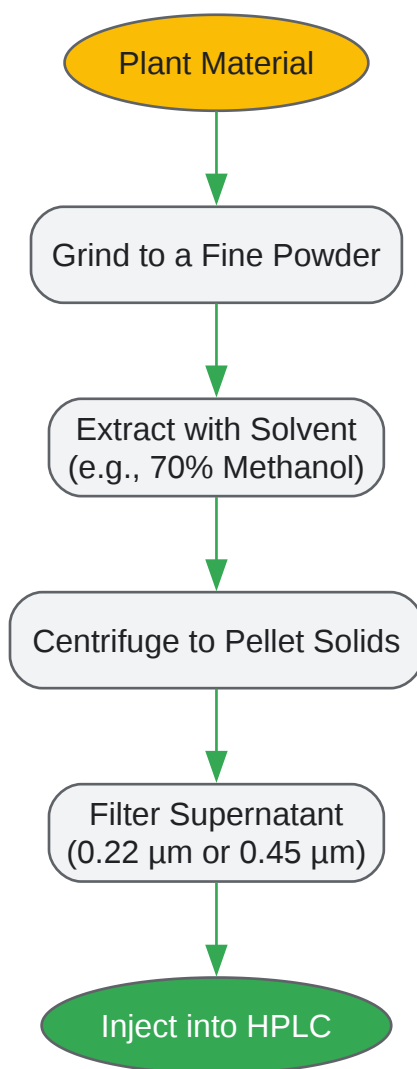 Plant Material
Grind to a Fine Powder
Extract with Solvent
(e.g., 70% Methanol)
Centrifuge to Pellet Solids
Filter Supernatant
(0.22 µm or 0.45 µm)
Inject into HPLC